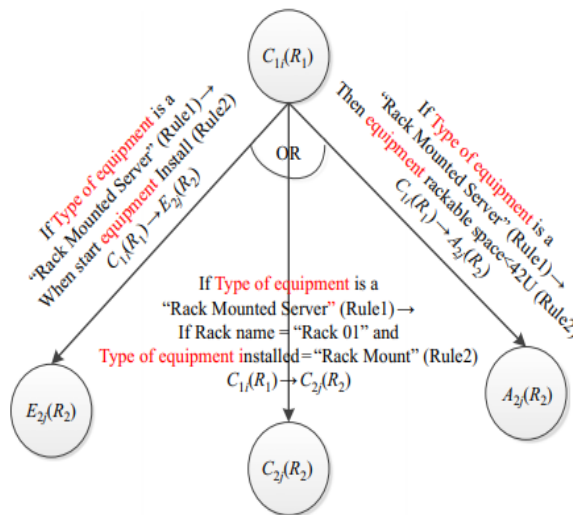 C₁ᵢ(R₁)
If Type of equipment is a
“Rack Mounted Server” (Rule1)→
When start equipment Install (Rule2)
C₁ᵢ(R₁)→E₂ⱼ(R₂)
OR
If Type of equipment is a
“Rack Mounted Server” (Rule1)→
Then equipment rackable space<42U (Rule2)
C₁ᵢ(R₁)→A₂ⱼ(R₂)
If Type of equipment is a
“Rack Mounted Server” (Rule1) →
If Rack name = “Rack 01” and
Type of equipment installed = “Rack Mount” (Rule2)
C₁ᵢ(R₁)→C₂ⱼ(R₂)
E₂ⱼ(R₂)
A₂ⱼ(R₂)
C₂ⱼ(R₂)